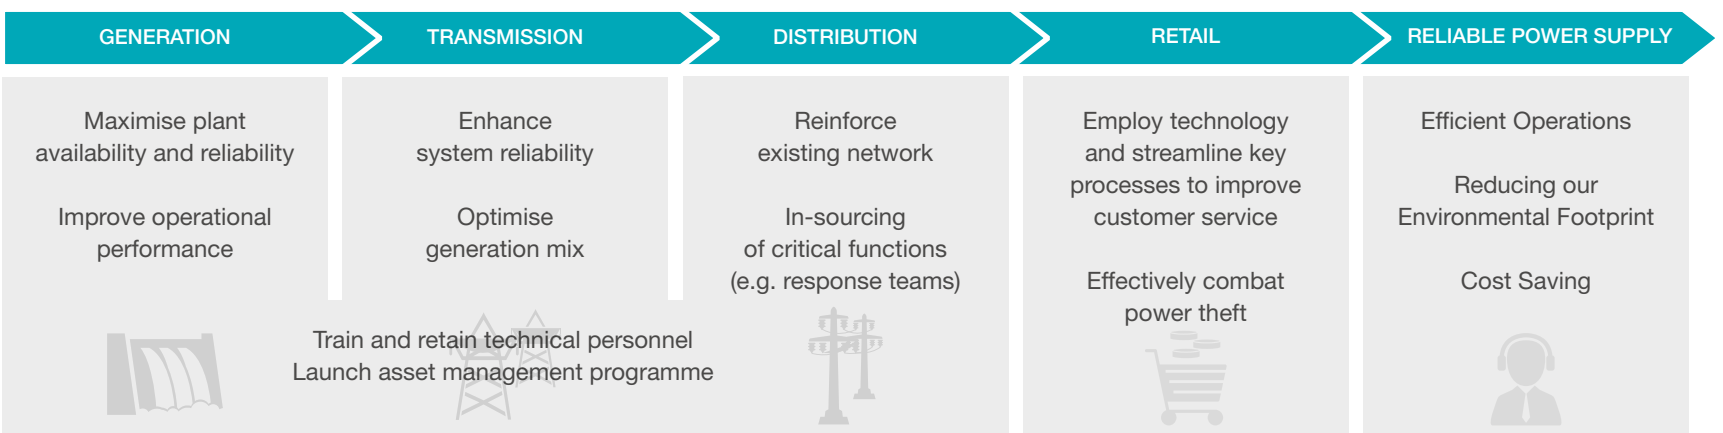 GENERATION
TRANSMISSION
DISTRIBUTION
RETAIL
RELIABLE POWER SUPPLY
Maximise plant
availability and reliability
Improve operational
performance
Enhance
system reliability
Optimise
generation mix
Reinforce
existing network
In-sourcing
of critical functions
(e.g. response teams)
Train and retain technical personnel
Launch asset management programme
Employ technology
and streamline key
processes to improve
customer service
Effectively combat
power theft
Efficient Operations
Reducing our
Environmental Footprint
Cost Saving